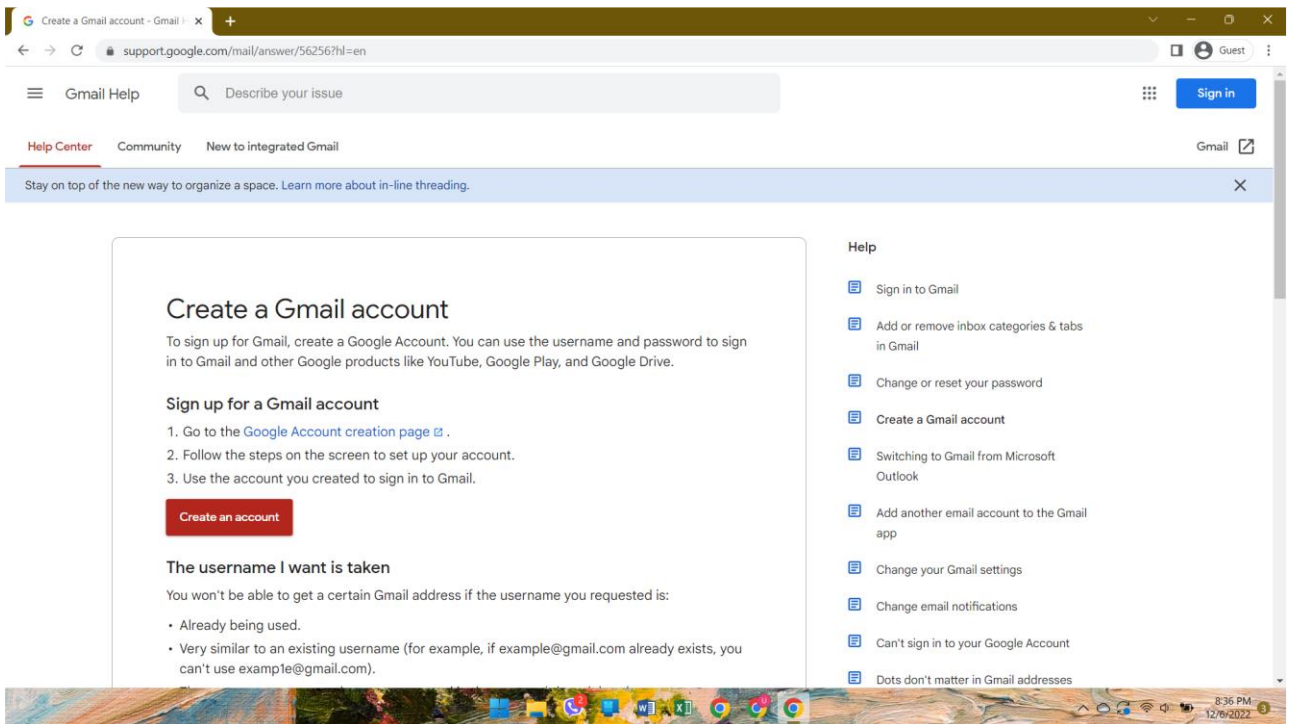 Create a Gmail account - Gmail H
support.google.com/mail/answer/56256?hl=en
Guest
Gmail Help
Describe your issue
Sign in
Help Center
Community
New to integrated Gmail
Gmail
Stay on top of the new way to organize a space. Learn more about in-line threading.
Create a Gmail account
To sign up for Gmail, create a Google Account. You can use the username and password to sign
in to Gmail and other Google products like YouTube, Google Play, and Google Drive.
Sign up for a Gmail account
1. Go to the Google Account creation page .
2. Follow the steps on the screen to set up your account.
3. Use the account you created to sign in to Gmail.
Create an account
The username I want is taken
You won't be able to get a certain Gmail address if the username you requested is:
• Already being used.
• Very similar to an existing username (for example, if example@gmail.com already exists, you
can't use examp1e@gmail.com).
Help
Sign in to Gmail
Add or remove inbox categories & tabs
in Gmail
Change or reset your password
Create a Gmail account
Switching to Gmail from Microsoft
Outlook
Add another email account to the Gmail
app
Change your Gmail settings
Change email notifications
Can't sign in to your Google Account
Dots don't matter in Gmail addresses
8:36 PM
12/6/2022
3